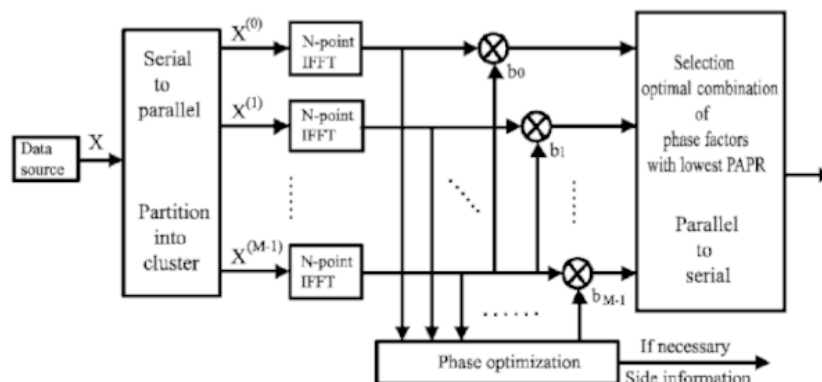 Data
source
X
Serial
to
parallel
Partition
into
cluster
X(0)
N-point
IFFT
b0
X(1)
N-point
IFFT
b1
X(M-1)
N-point
IFFT
bM-1
Selection
optimal combination
of
phase factors
with lowest PAPR
Parallel
to
serial
Phase optimization
If necessary
Side information